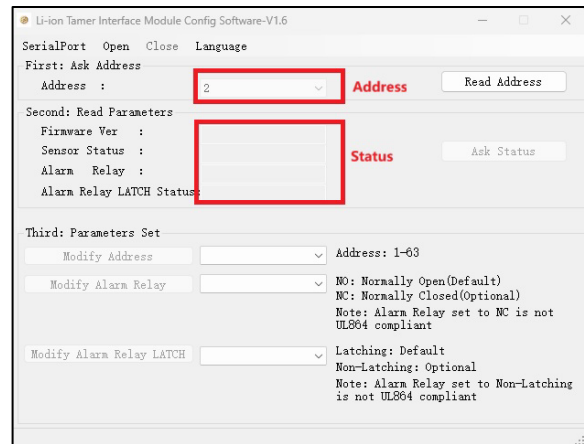 Li-ion Tamer Interface Module Config Software-V1.6
SerialPort Open Close Language
First: Ask Address
Address : 2 Address Read Address
Second: Read Parameters
Firmware Ver :
Sensor Status :
Status Ask Status
Alarm Relay :
Alarm Relay LATCH Status:
Third: Parameters Set
Modify Address Address: 1-63
Modify Alarm Relay NO: Normally Open(Default)
NC: Normally Closed(Optional)
Note: Alarm Relay set to NC is not
UL864 compliant
Modify Alarm Relay LATCH Latching: Default
Non-Latching: Optional
Note: Alarm Relay set to Non-Latching
is not UL864 compliant